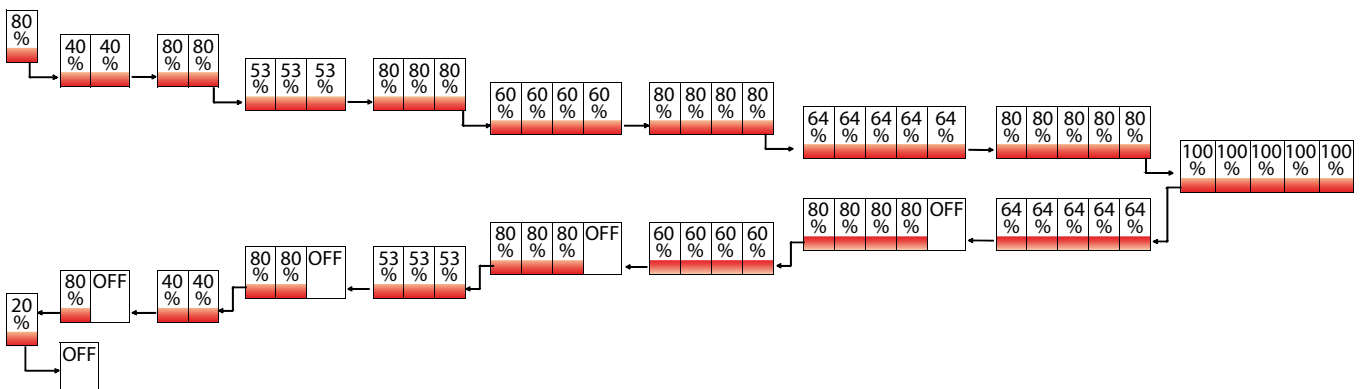 80
%
40 40
% %
80 80
% %
53 53 53
% % %
80 80 80
% % %
60 60 60 60
% % % %
80 80 80 80
% % % %
64 64 64 64 64
% % % % %
80 80 80 80 80
% % % % %
100 100 100 100 100
% % % % %
64 64 64 64 64
% % % % %
80 80 80 80 OFF
% % % %
60 60 60 60
% % % %
80 80 80 OFF
% % %
53 53 53
% % %
80 80 OFF
% %
40 40
% %
80 OFF
%
20
%
OFF